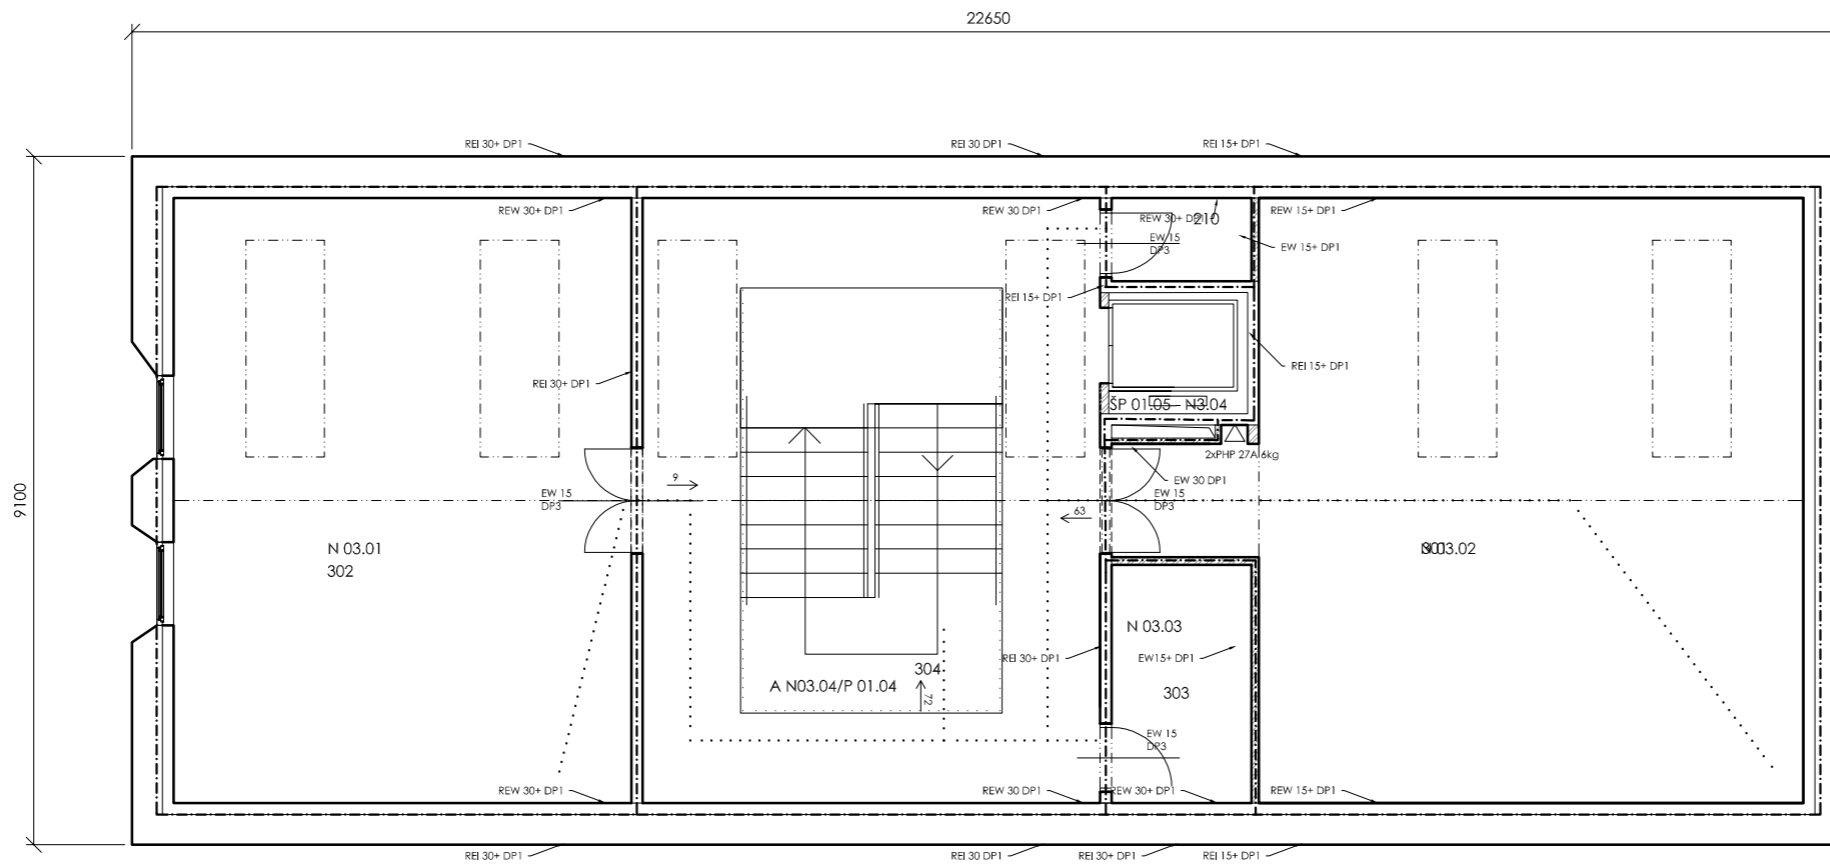 22650
REI 30+ DP1
REI 30 DP1
REI 15+ DP1
REW 30+ DP1
REW 30 DP1
REW 30+ DP1
210
REW 15+ DP1
EW 15
DP3
EW 15+ DP1
REI 15+ DP1
REI 15+ DP1
REI 30+ DP1
ŠP 01.05 - N3.04
2xPHP 27A 6kg
EW 30 DP1
9
EW 15
DP3
EW 15
DP3
63
9100
N 03.01
302
N 03.02
N 03.03
REI 30+ DP1
EW15+ DP1
304
A N03.04/P 01.04
72
303
EW 15
DP3
REW 30+ DP1
REW 30 DP1
REW 30+ DP1
REW 15+ DP1
REI 30+ DP1
REI 30 DP1
REI 30+ DP1
REI 15+ DP1